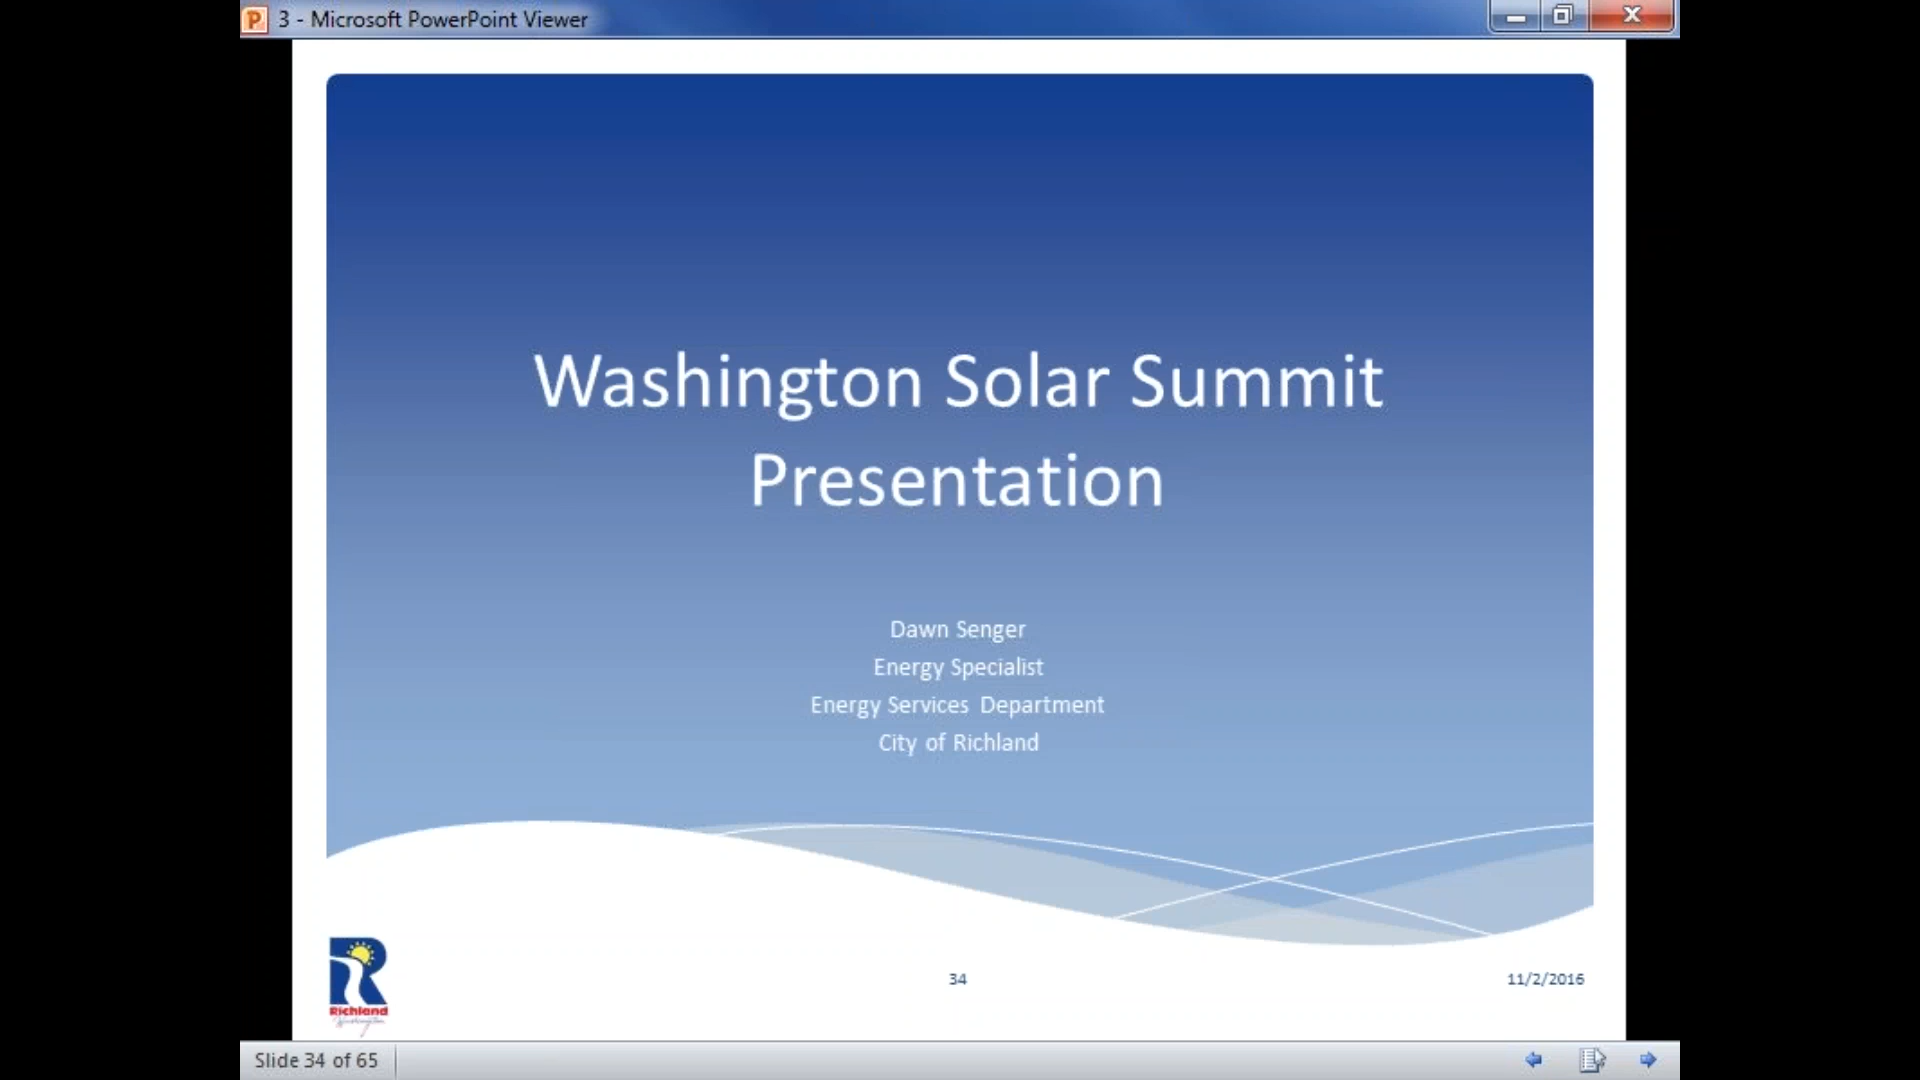 3 - Microsoft PowerPoint Viewer
Washington Solar Summit
Presentation
Dawn Senger
Energy Specialist
Energy Services Department
City of Richland
Richland
Washington
34
11/2/2016
Slide 34 of 65